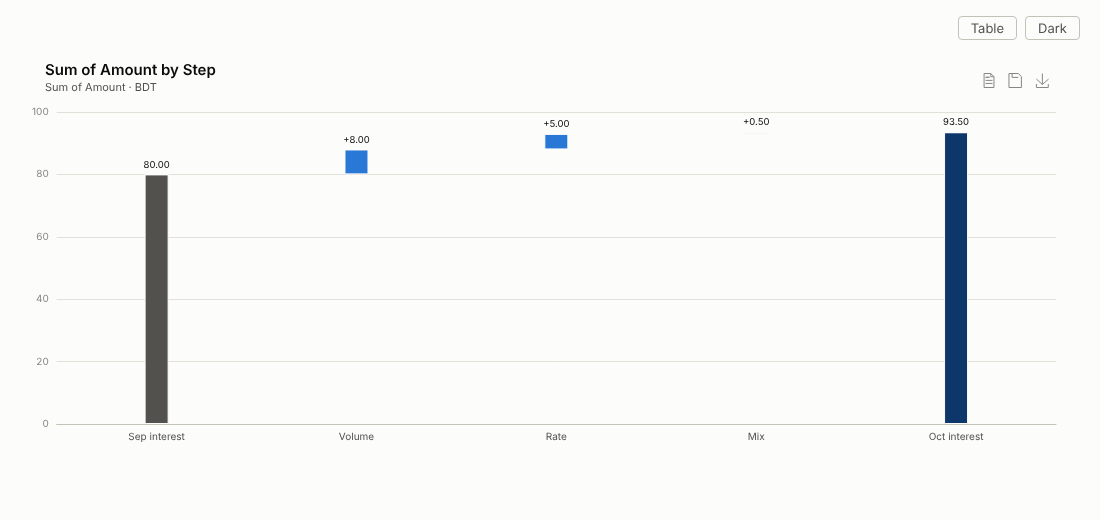 Table Dark
Sum of Amount by Step
Sum of Amount · BDT
100
80
60
40
20
0
80.00
+8.00
+5.00
+0.50
93.50
Sep interest Volume Rate Mix Oct interest